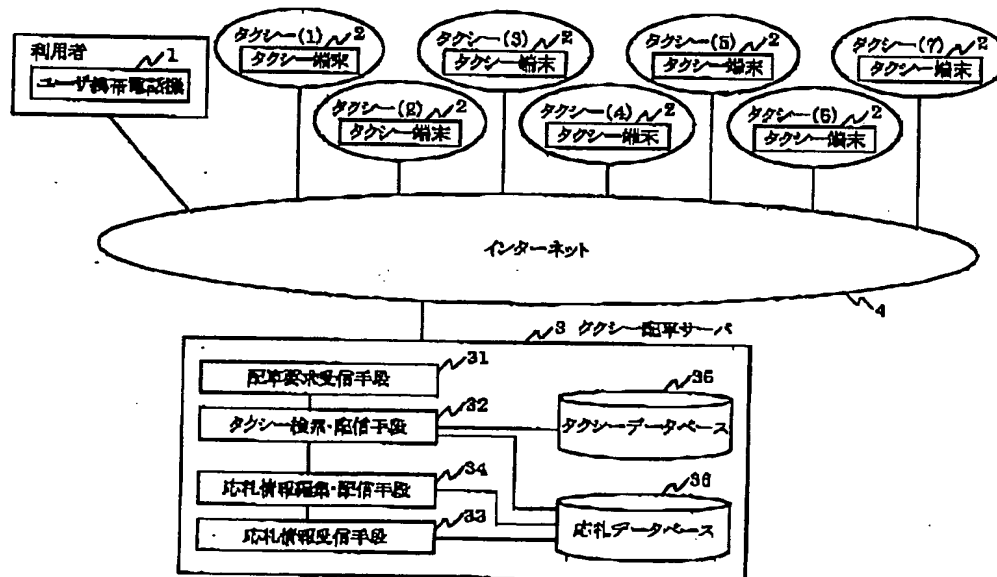 利用者
1
ユーザ携帯電話機
タクシー(1) 2
タクシー端末
タクシー(3) 2
タクシー端末
タクシー(5) 2
タクシー端末
タクシー(7) 2
タクシー端末
タクシー(2) 2
タクシー端末
タクシー(4) 2
タクシー端末
タクシー(6) 2
タクシー端末
インターネット
4
3 タクシー配車サーバ
31
配車要求受信手段
32
タクシー検索・配信手段
35
タクシーデータベース
34
応札情報編集・配信手段
36
応札データベース
33
応札情報受信手段